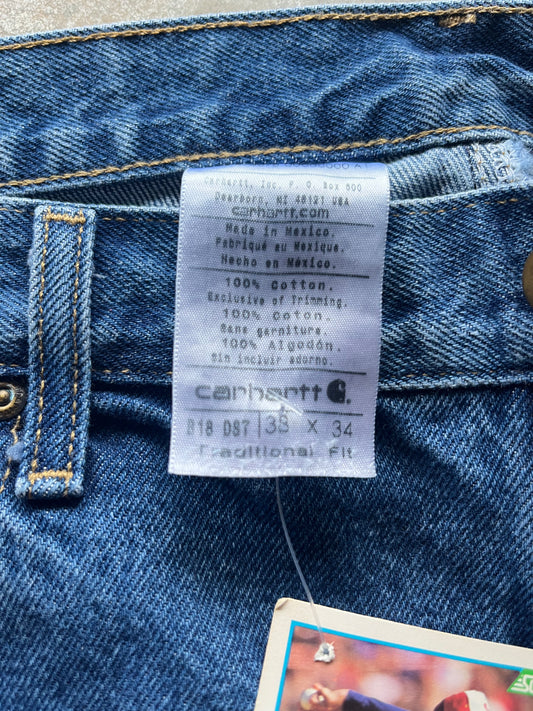 Carhartt, Inc. P. O. Box 600
Dearborn, MI 48121 USA
carhartt.com
Made in Mexico.
Fabriqué au Mexique.
Hecho en México.
100% Cotton.
Exclusive of Trimming.
100% Coton.
Sans garniture.
100% Algodón.
Sin incluir adorno.
carhartt
B18 DST 33 X 34
Traditional Fit